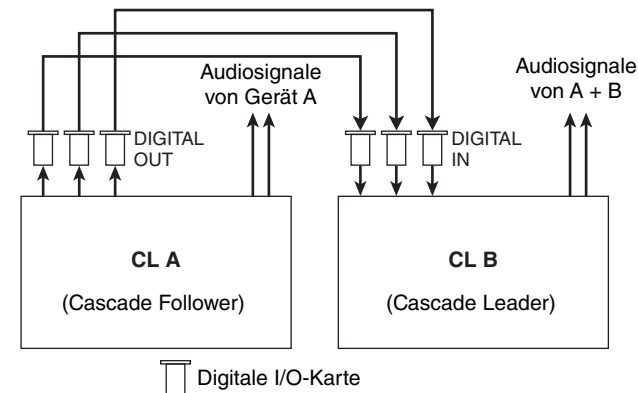 Audiosignale
von Gerät A
Audiosignale
von A + B
DIGITAL
OUT
DIGITAL
IN
CL A
(Cascade Follower)
CL B
(Cascade Leader)
Digitale I/O-Karte